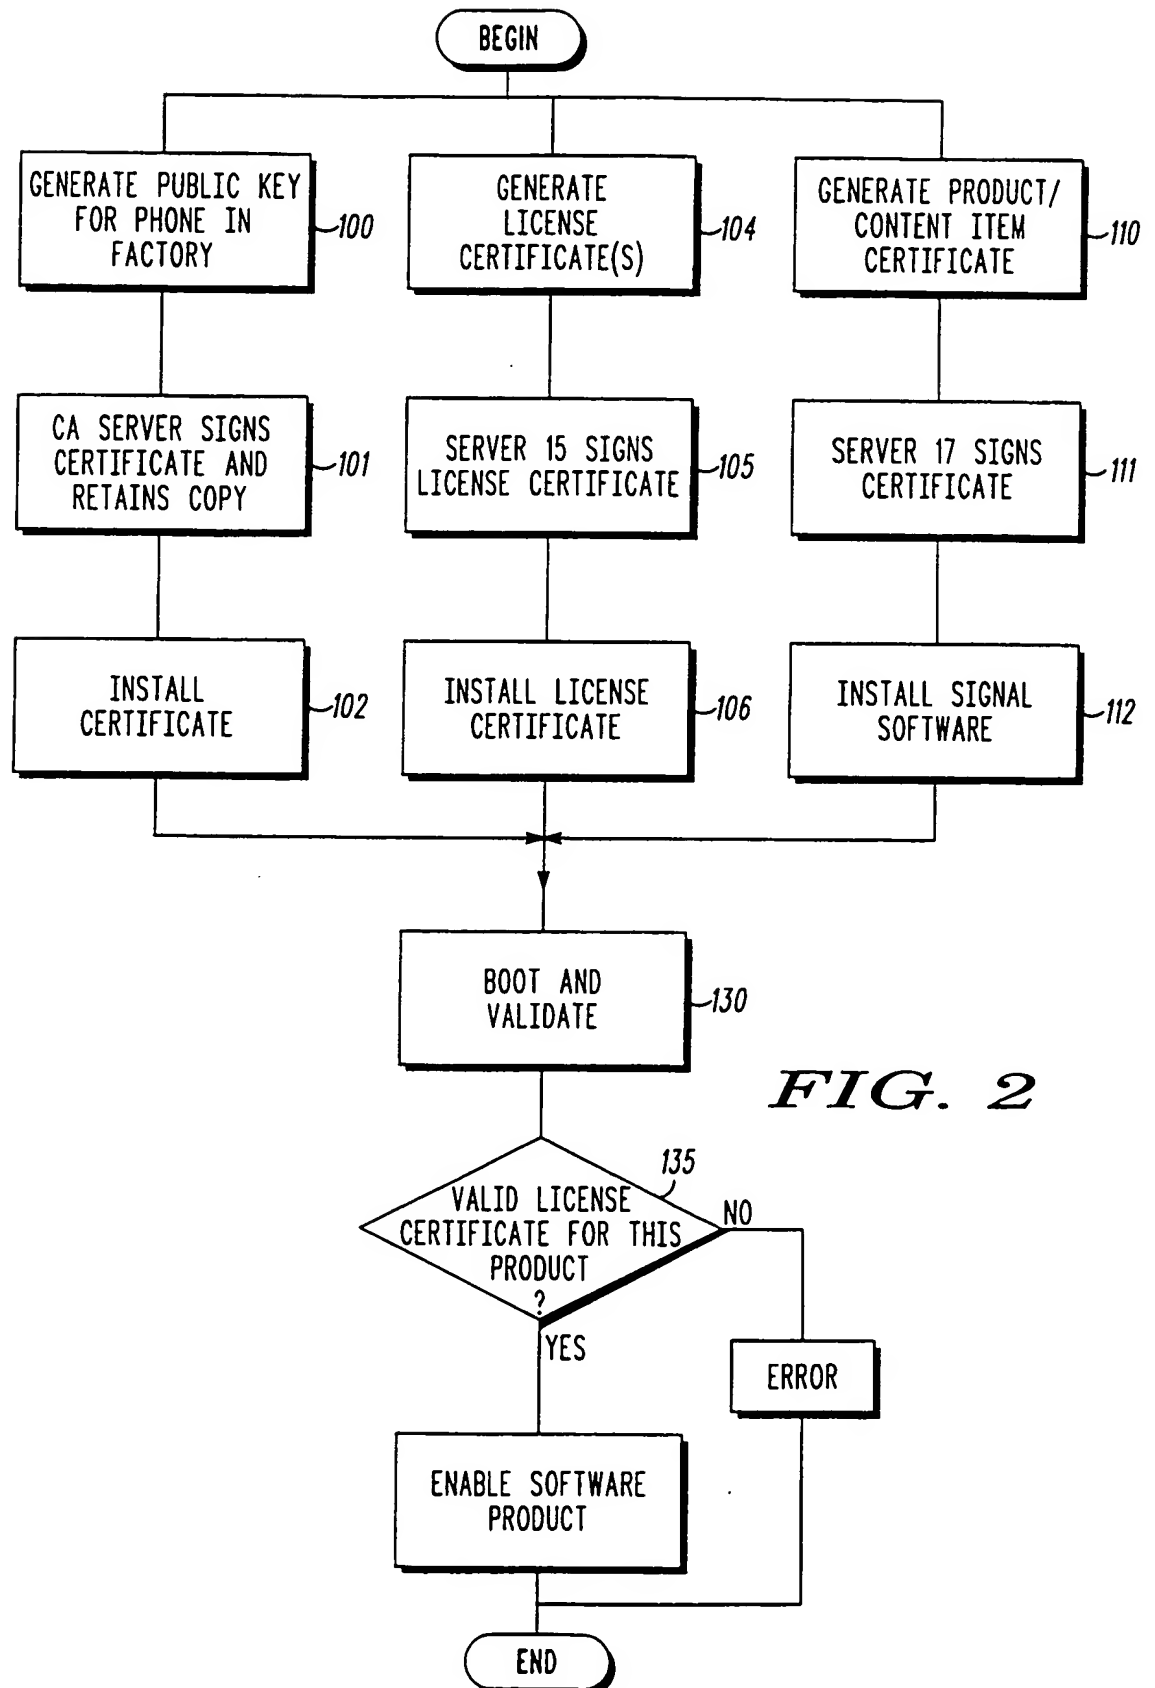 BEGIN
GENERATE PUBLIC KEY
FOR PHONE IN
FACTORY
100
GENERATE
LICENSE
CERTIFICATE(S)
104
GENERATE PRODUCT/
CONTENT ITEM
CERTIFICATE
110
CA SERVER SIGNS
CERTIFICATE AND
RETAINS COPY
101
SERVER 15 SIGNS
LICENSE CERTIFICATE
105
SERVER 17 SIGNS
CERTIFICATE
111
INSTALL
CERTIFICATE
102
INSTALL LICENSE
CERTIFICATE
106
INSTALL SIGNAL
SOFTWARE
112
BOOT AND
VALIDATE
130
FIG. 2
135
VALID LICENSE
CERTIFICATE FOR THIS
PRODUCT
?
NO
YES
ERROR
ENABLE SOFTWARE
PRODUCT
END